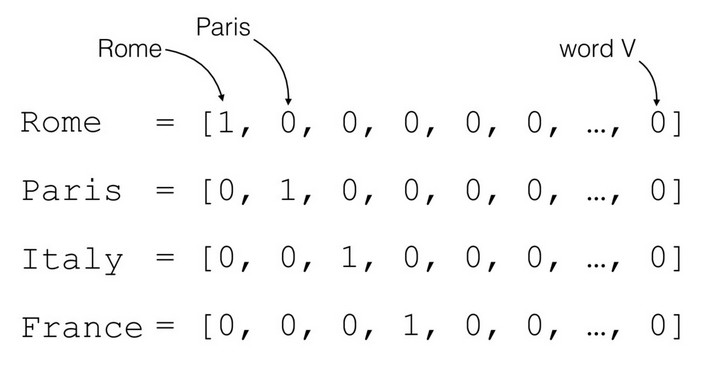 Paris
Rome
word V
Rome = [1, 0, 0, 0, 0, 0, …, 0]
Paris = [0, 1, 0, 0, 0, 0, …, 0]
Italy = [0, 0, 1, 0, 0, 0, …, 0]
France = [0, 0, 0, 1, 0, 0, …, 0]